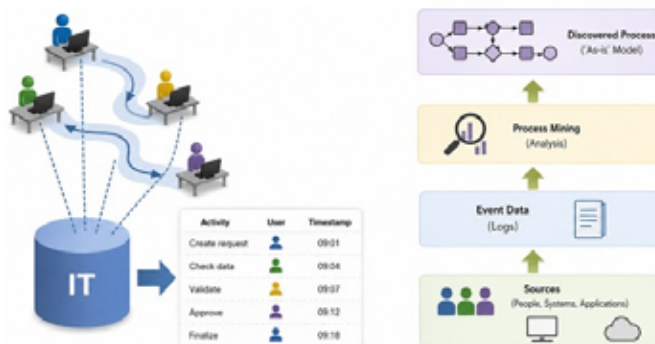 IT
Activity User Timestamp
Create request 09:01
Check data 09:04
Validate 09:07
Approve 09:12
Finalize 09:18
Discovered Process
('As-is' Model)
Process Mining
(Analysis)
Event Data
(Logs)
Sources
(People, Systems, Applications)